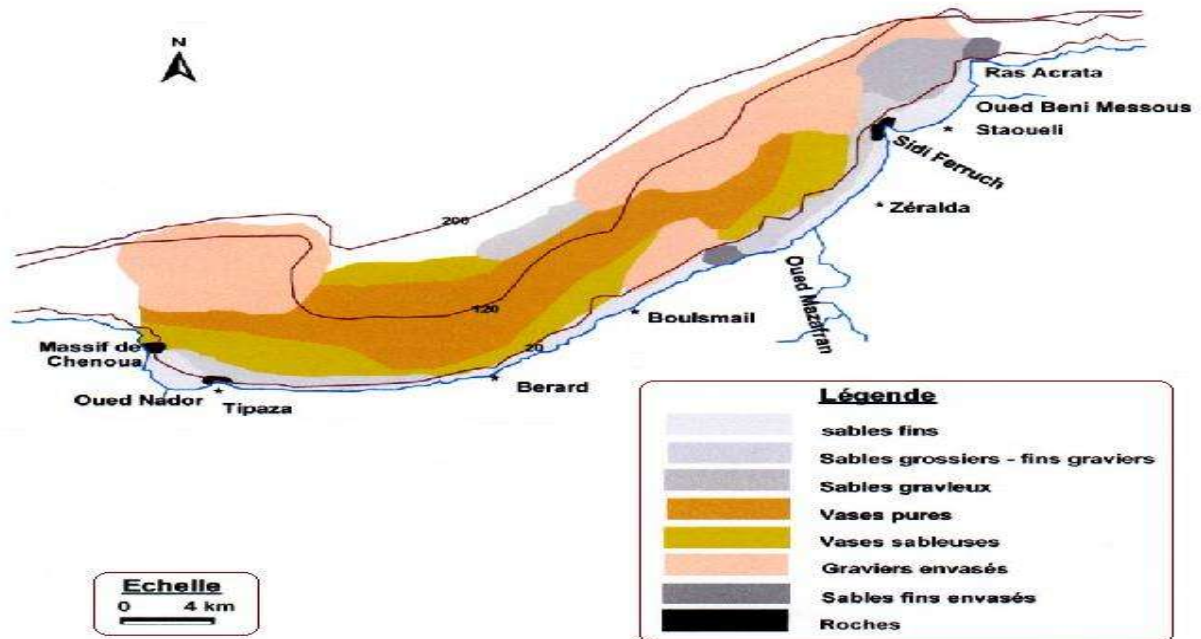 N
Ras Acrata
Oued Beni Messous
Staoueli
Sidi Ferruch
Zéralda
200
Oued Mazafran
120
Boulsmail
20
Massif de
Chenoua
Berard
Oued Nador
Tipaza
Légende
sables fins
Sables grossiers - fins graviers
Sables gravleux
Vases pures
Vases sableuses
Graviers envasés
Sables fins envasés
Roches
Echelle
0 4 km